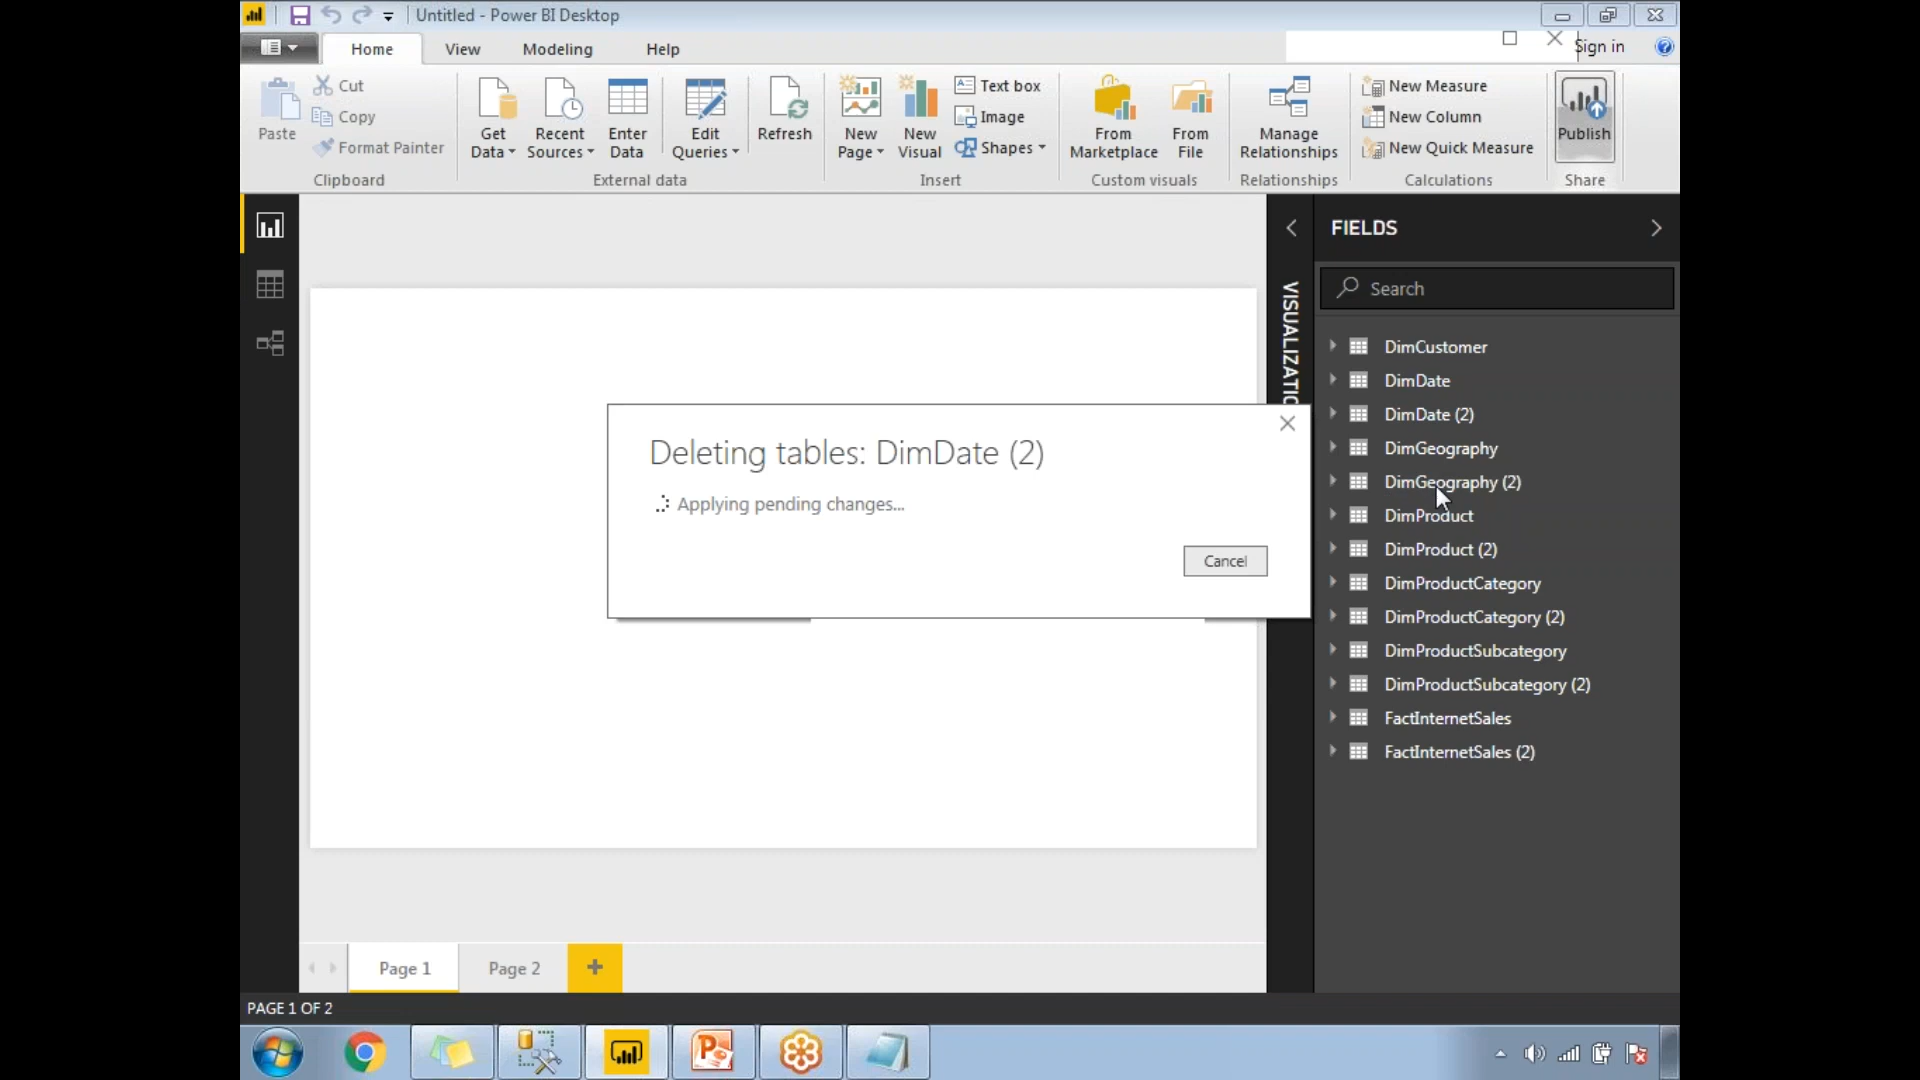 Untitled - Power BI Desktop
Home View Modeling Help Sign in
Paste
Cut
Copy
Format Painter
Clipboard
Get Data
Recent Sources
Enter Data
Edit Queries
Refresh
External data
New Page
New Visual
Text box
Image
Shapes
Insert
From Marketplace
From File
Custom visuals
Manage Relationships
Relationships
New Measure
New Column
New Quick Measure
Calculations
Publish
Share
VISUALIZATIO
FIELDS
Search
DimCustomer
DimDate
DimDate (2)
DimGeography
DimGeography (2)
DimProduct
DimProduct (2)
DimProductCategory
DimProductCategory (2)
DimProductSubcategory
DimProductSubcategory (2)
FactInternetSales
FactInternetSales (2)
Deleting tables: DimDate (2)
Applying pending changes...
Cancel
Page 1
Page 2
PAGE 1 OF 2